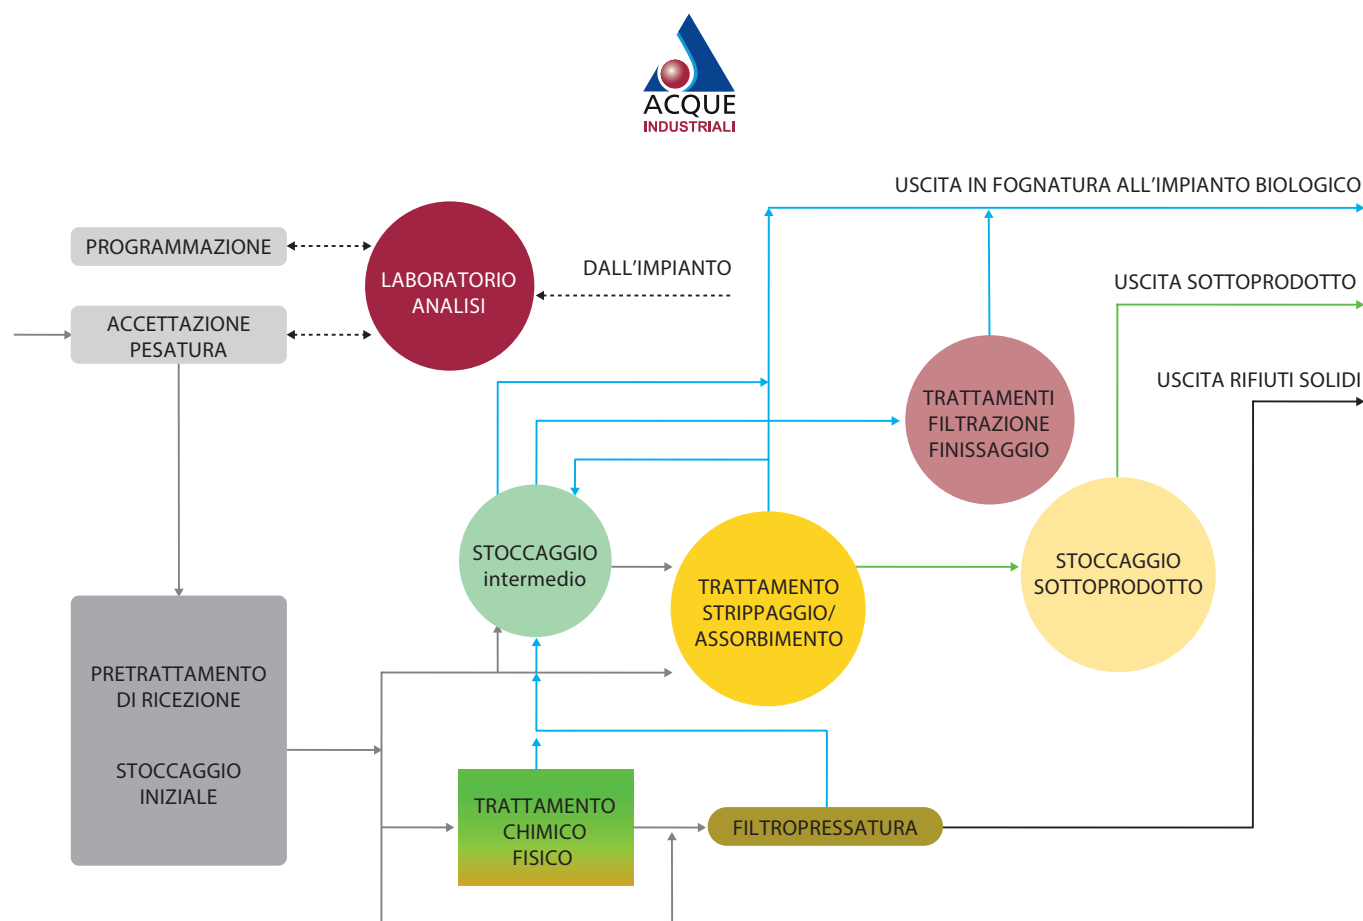 ACQUE
INDUSTRIALI
USCITA IN FOGNATURA ALL'IMPIANTO BIOLOGICO
PROGRAMMAZIONE
LABORATORIO
ANALISI
DALL'IMPIANTO
USCITA SOTTOPRODOTTO
ACCETTAZIONE
PESATURA
USCITA RIFIUTI SOLIDI
TRATTAMENTI
FILTRAZIONE
FINISSAGGIO
STOCCAGGIO
intermedio
TRATTAMENTO
STRIPPAGGIO/
ASSORBIMENTO
STOCCAGGIO
SOTTOPRODOTTO
PRETRATTAMENTO
DI RICEZIONE
STOCCAGGIO
INIZIALE
TRATTAMENTO
CHIMICO
FISICO
FILTROPRESSATURA